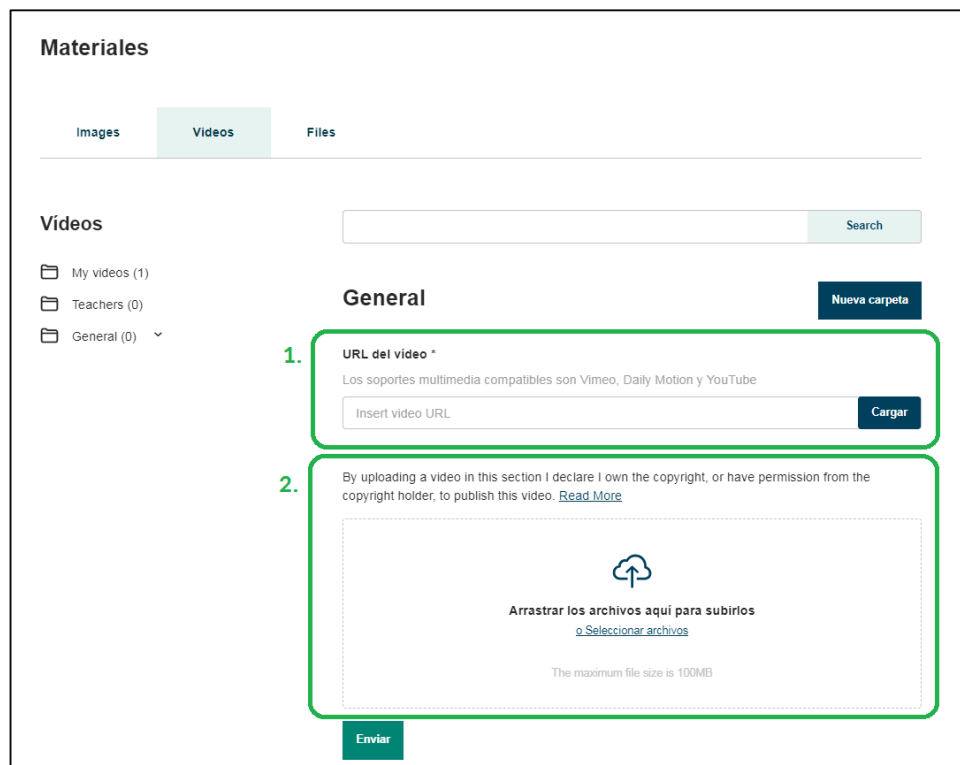 Materiales
Images Videos Files
Vídeos
Search
My videos (1)
Teachers (0)
General (0)
General
Nueva carpeta
1.
URL del vídeo *
Los soportes multimedia compatibles son Vimeo, Daily Motion y YouTube
Insert video URL
Cargar
2.
By uploading a video in this section I declare I own the copyright, or have permission from the
copyright holder, to publish this video. Read More
Arrastrar los archivos aquí para subirlos
o Seleccionar archivos
The maximum file size is 100MB
Enviar